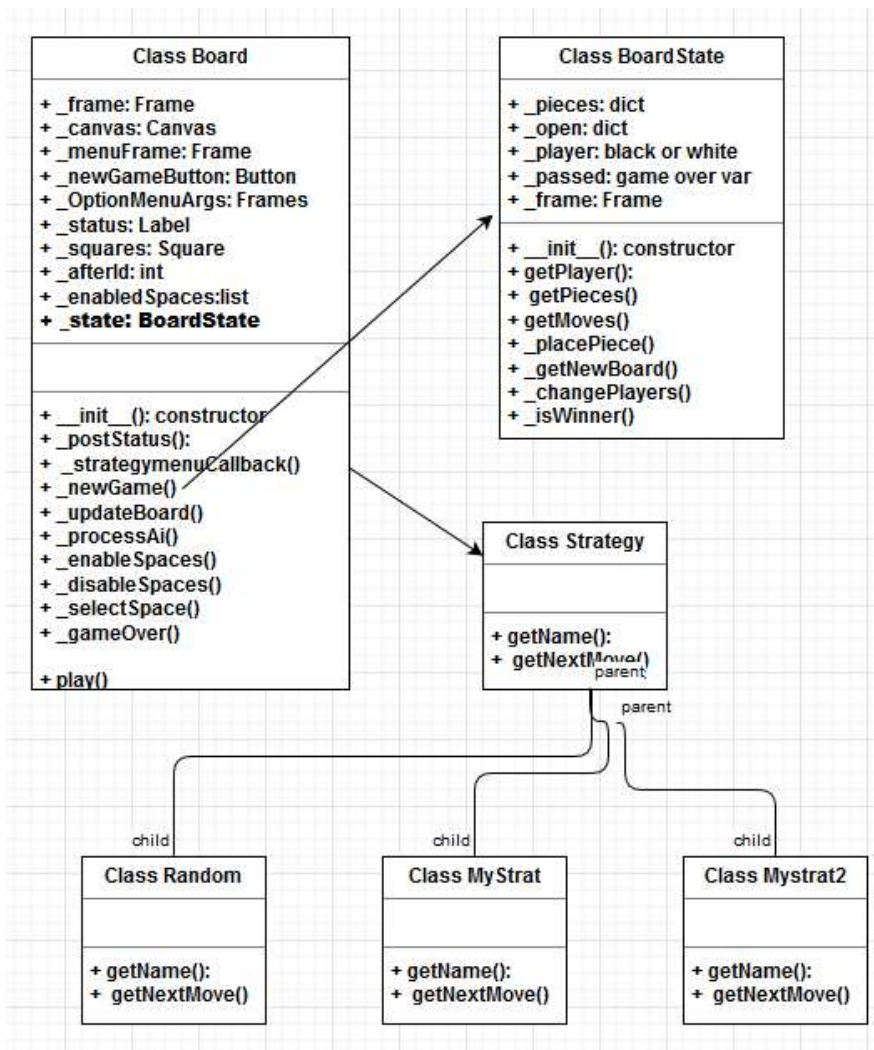 Class Board
+ _frame: Frame
+ _canvas: Canvas
+ _menuFrame: Frame
+ _newGameButton: Button
+ _OptionMenuArgs: Frames
+ _status: Label
+ _squares: Square
+ _afterId: int
+ _enabledSpaces:list
+ _state: BoardState
+ __init__(): constructor
+ _postStatus():
+ _strategymenuCallback()
+ _newGame()
+ _updateBoard()
+ _processAi()
+ _enableSpaces()
+ _disableSpaces()
+ _selectSpace()
+ _gameOver()
+ play()
Class BoardState
+ _pieces: dict
+ _open: dict
+ _player: black or white
+ _passed: game over var
+ _frame: Frame
+ __init__(): constructor
+ getPlayer():
+ getPieces()
+ getMoves()
+ _placePiece()
+ _getNewBoard()
+ _changePlayers()
+ _isWinner()
Class Strategy
+ getName():
+ getNextMove()
parent
parent
child
child
child
Class Random
+ getName():
+ getNextMove()
Class MyStrat
+ getName():
+ getNextMove()
Class Mystrat2
+ getName():
+ getNextMove()